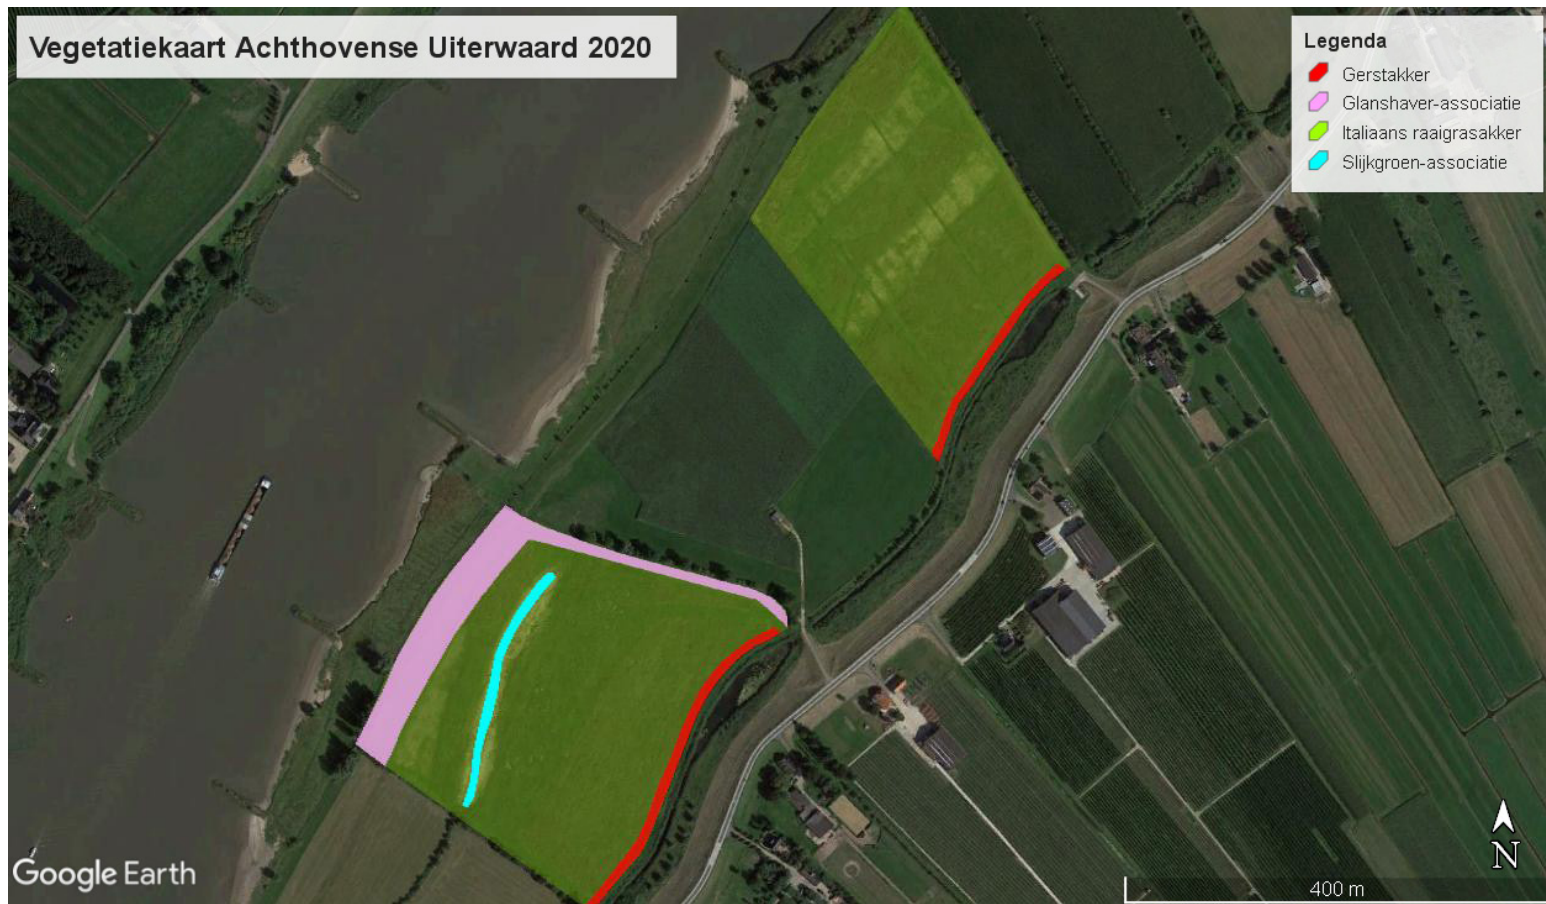 Vegetatiekaart Achthovense Uiterwaard 2020
Legenda
Gerstakker
Glanshaver-associatie
Italiaans raaigrasakker
Slijkgroen-associatie
N
Google Earth
400 m